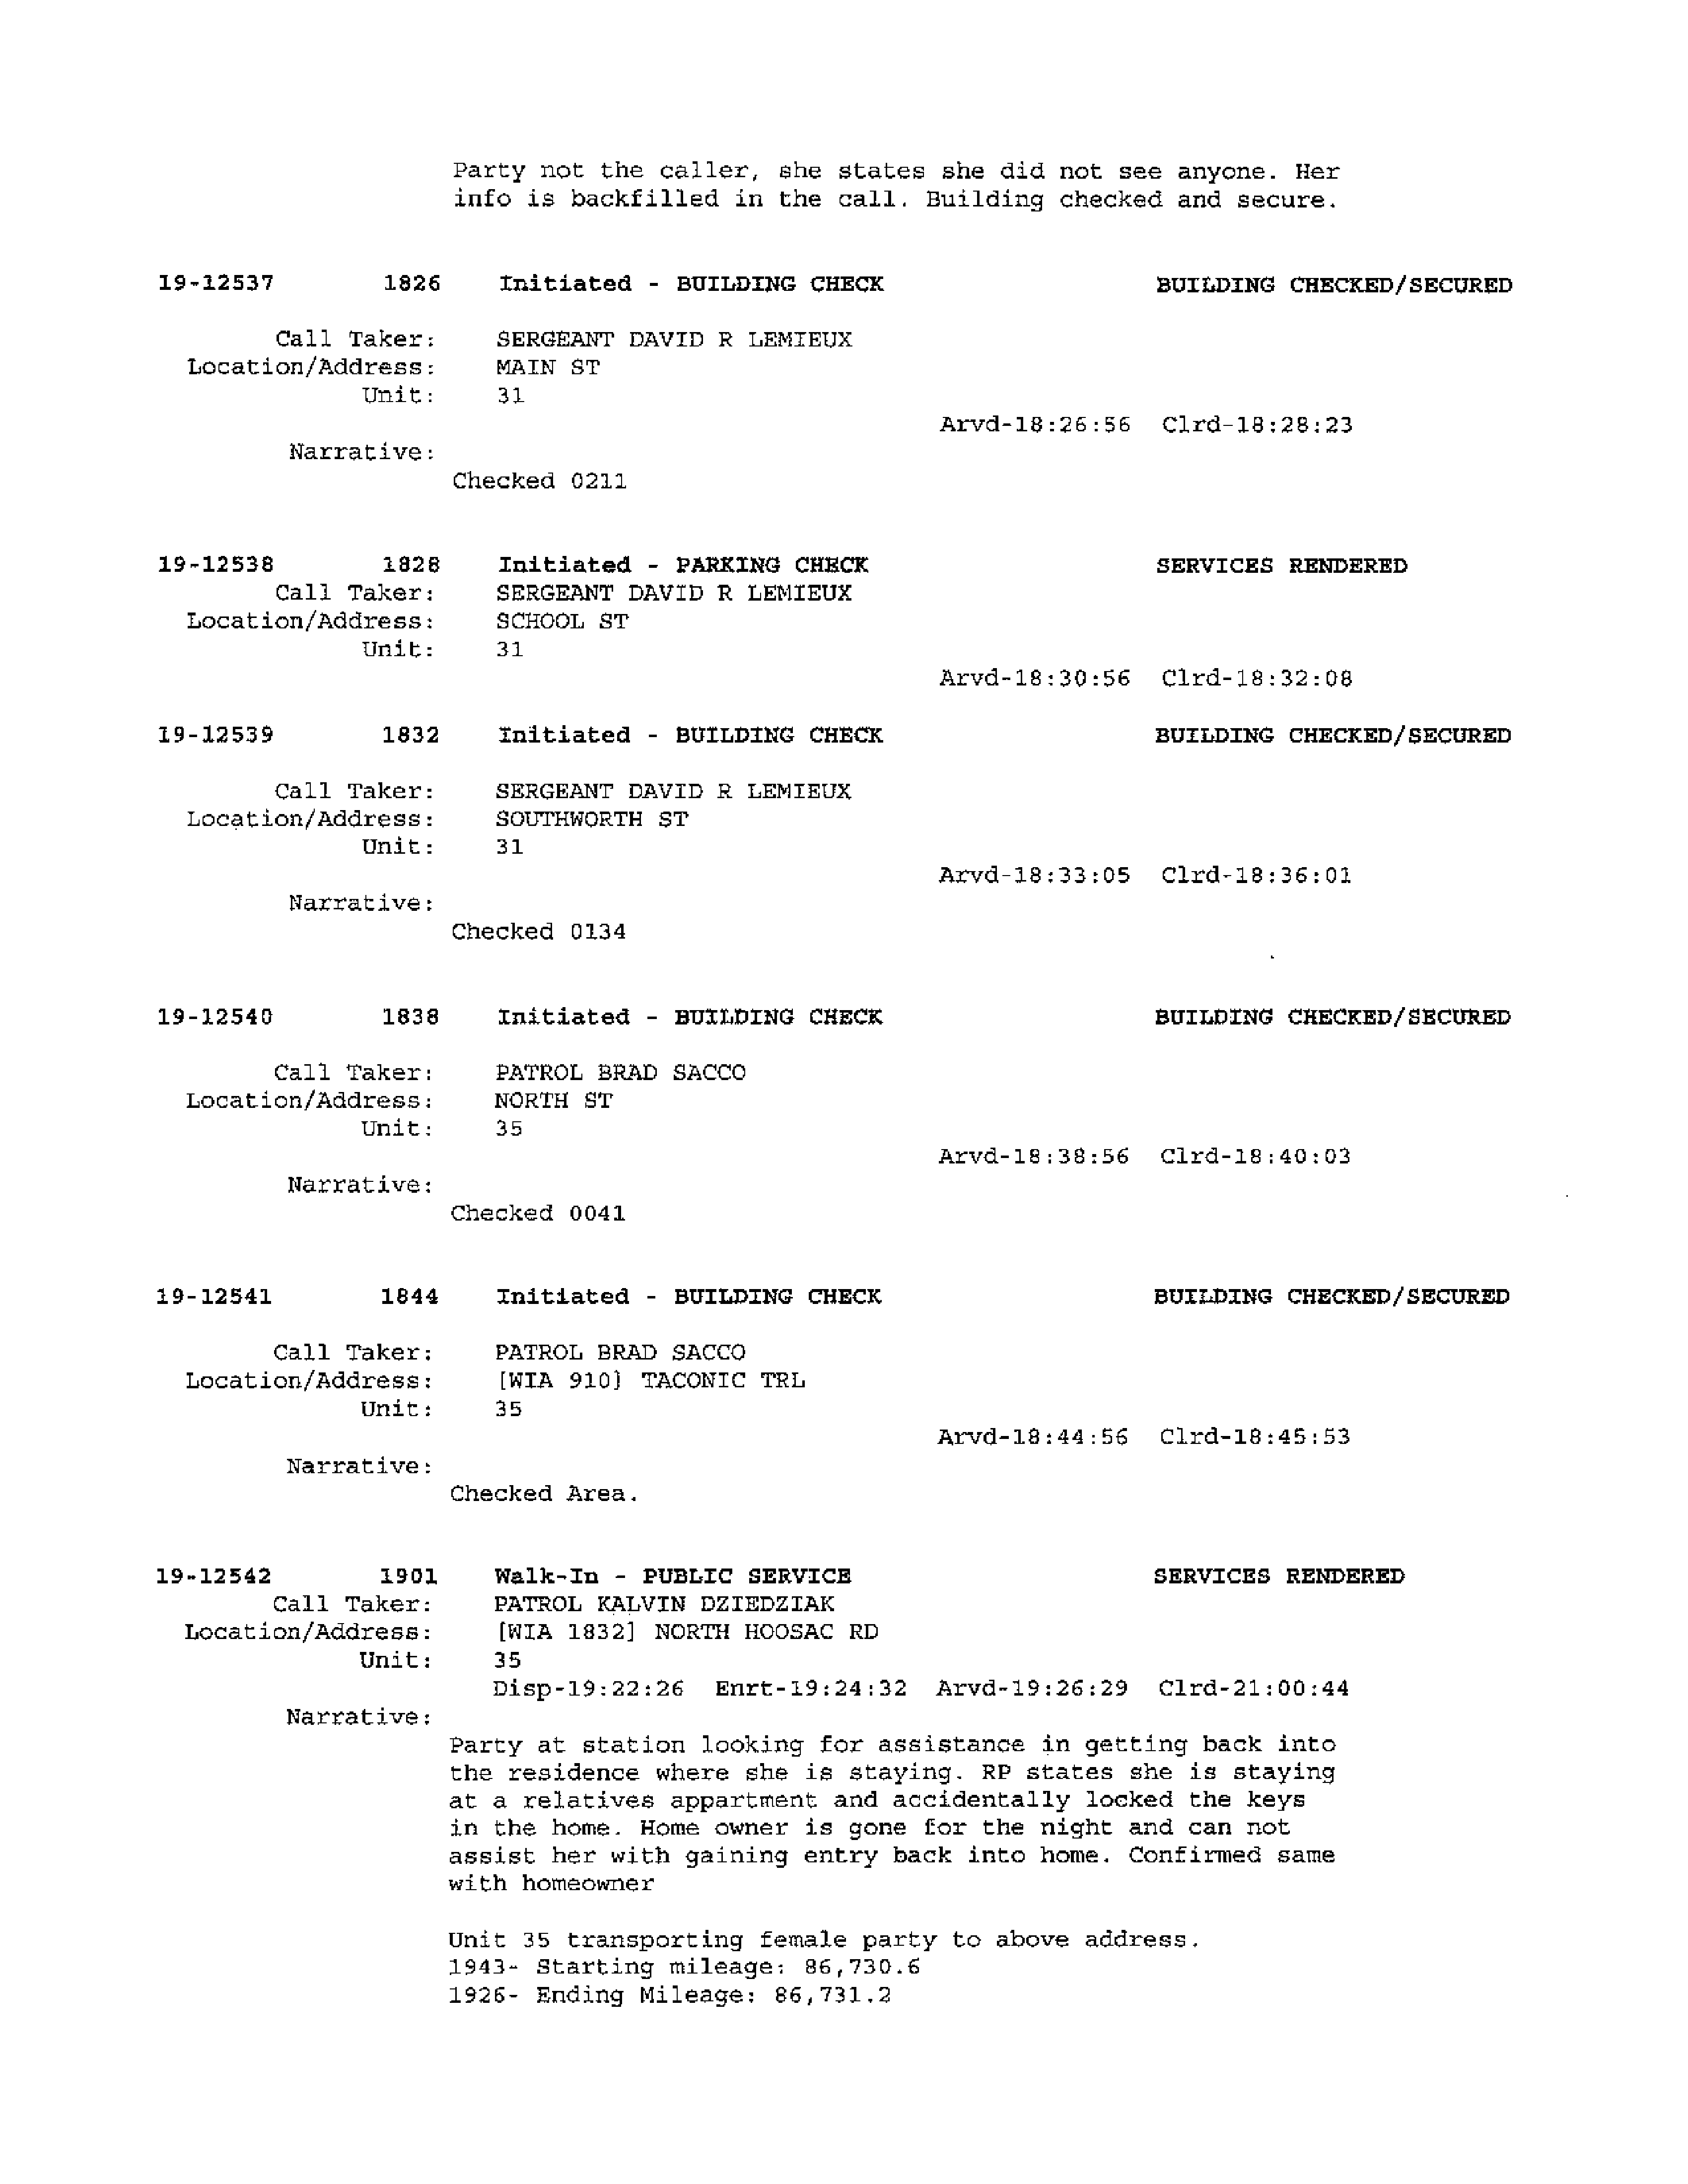 Party not the caller, she states she did not see anyone. Her
info is backfilled in the call. Building checked and secure.
19-12537 1826 Initiated - BUILDING CHECK BUILDING CHECKED/SECURED
Call Taker: SERGEANT DAVID R LEMIEUX
Location/Address: MAIN ST
Unit: 31
Arvd-18:26:56 Clrd-18:28:23
Narrative:
Checked 0211
19-12538 1828 Initiated - PARKING CHECK SERVICES RENDERED
Call Taker: SERGEANT DAVID R LEMIEUX
Location/Address: SCHOOL ST
Unit: 31
Arvd-18:30:56 Clrd-18:32:08
19-12539 1832 Initiated - BUILDING CHECK BUILDING CHECKED/SECURED
Call Taker: SERGEANT DAVID R LEMIEUX
Location/Address: SOUTHWORTH ST
Unit: 31
Arvd-18:33:05 Clrd-18:36:01
Narrative:
Checked 0134
19-12540 1838 Initiated - BUILDING CHECK BUILDING CHECKED/SECURED
Call Taker: PATROL BRAD SACCO
Location/Address: NORTH ST
Unit: 35
Arvd-18:38:56 Clrd-18:40:03
Narrative:
Checked 0041
19-12541 1844 Initiated - BUILDING CHECK BUILDING CHECKED/SECURED
Call Taker: PATROL BRAD SACCO
Location/Address: [WIA 910] TACONIC TRL
Unit: 35
Arvd-18:44:56 Clrd-18:45:53
Narrative:
Checked Area.
19-12542 1901 Walk-In - PUBLIC SERVICE SERVICES RENDERED
Call Taker: PATROL KALVIN DZIEDZIAK
Location/Address: [WIA 1832] NORTH HOOSAC RD
Unit: 35
Disp-19:22:26 Enrt-19:24:32 Arvd-19:26:29 Clrd-21:00:44
Narrative:
Party at station looking for assistance in getting back into
the residence where she is staying. RP states she is staying
at a relatives appartment and accidentally locked the keys
in the home. Home owner is gone for the night and can not
assist her with gaining entry back into home. Confirmed same
with homeowner
Unit 35 transporting female party to above address.
1943- Starting mileage: 86,730.6
1926- Ending Mileage: 86,731.2